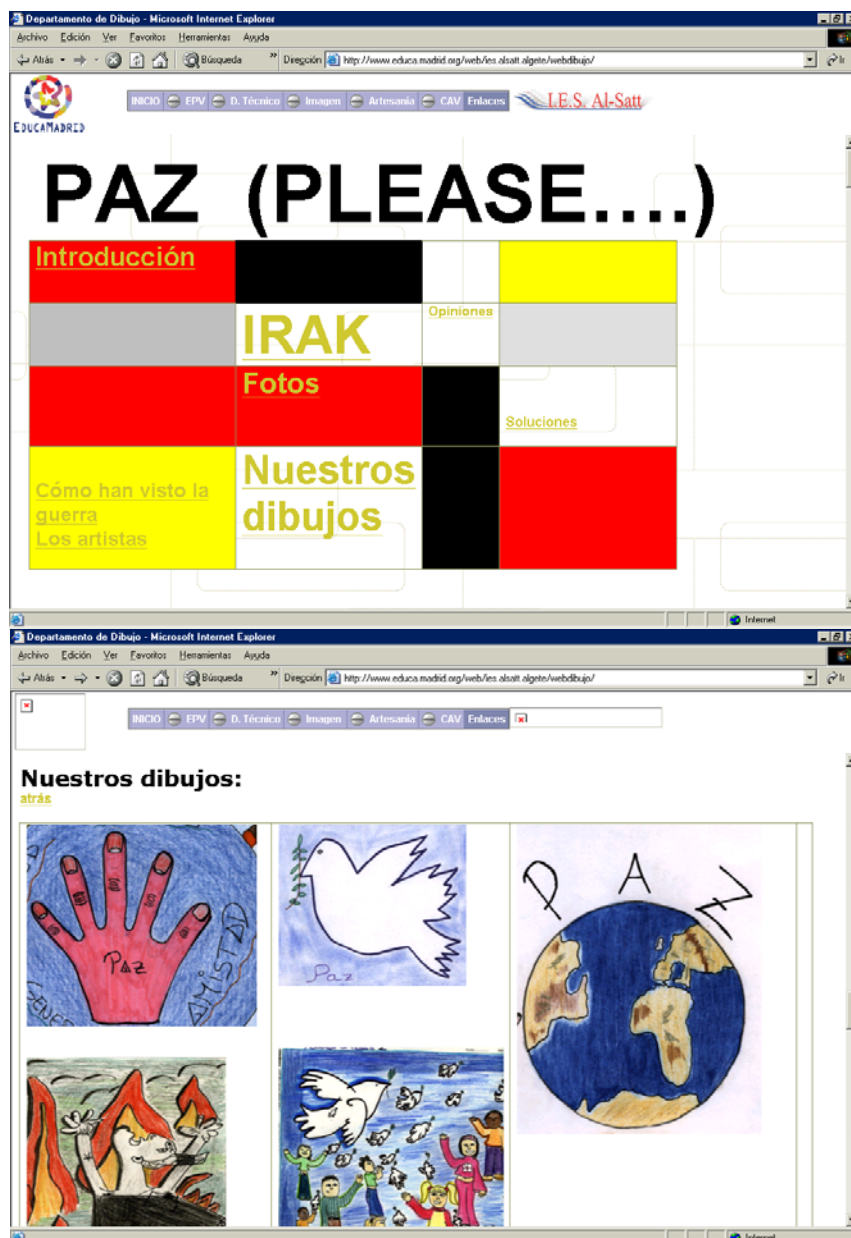 Departamento de Dibujo - Microsoft Internet Explorer
Archivo Edición Ver Favoritos Herramientas Ayuda
Atrás Búsqueda » Dirección http://www.educa.madrid.org/web/ies.alsatt.algete/webdibujo/ Ir
EDUCAMADRID
INICIO EPV D. Técnico Imagen Artesanía CAV Enlaces I.E.S. Al-Satt
PAZ (PLEASE....)
Introducción
IRAK
Opiniones
Fotos
Soluciones
Cómo han visto la
guerra
Los artistas
Nuestros
dibujos
Internet
Departamento de Dibujo - Microsoft Internet Explorer
Archivo Edición Ver Favoritos Herramientas Ayuda
Atrás Búsqueda » Dirección http://www.educa.madrid.org/web/ies.alsatt.algete/webdibujo/ Ir
INICIO EPV D. Técnico Imagen Artesanía CAV Enlaces
Nuestros dibujos:
atrás
PAZ
AMISTAD
Paz
PAZ
Internet